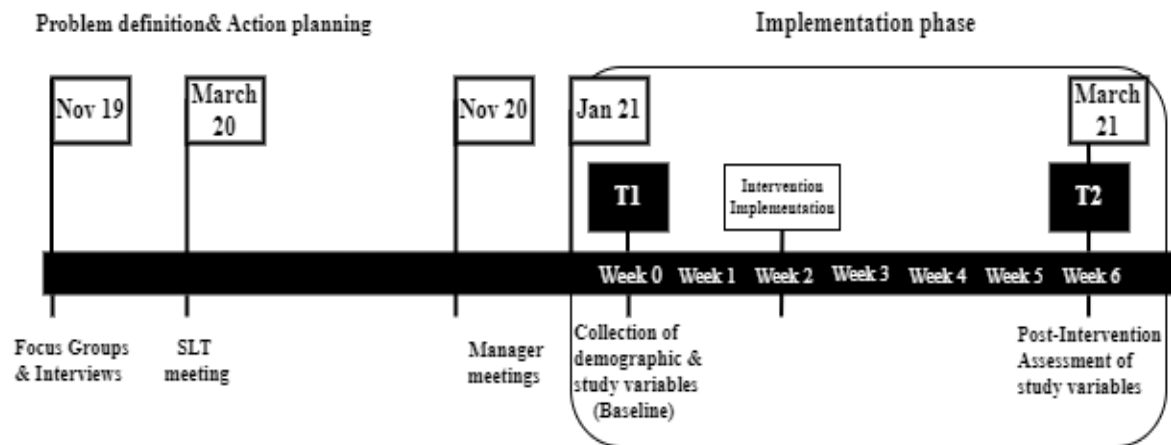 Problem definition& Action planning
Implementation phase
Nov 19
March
20
Nov 20
Jan 21
March
21
T1
Intervention
Implementation
T2
Week 0 Week 1 Week 2 Week 3 Week 4 Week 5 Week 6
Focus Groups
& Interviews
SLT
meeting
Manager
meetings
Collection of
demographic &
study variables
(Baseline)
Post-Intervention
Assessment of
study variables